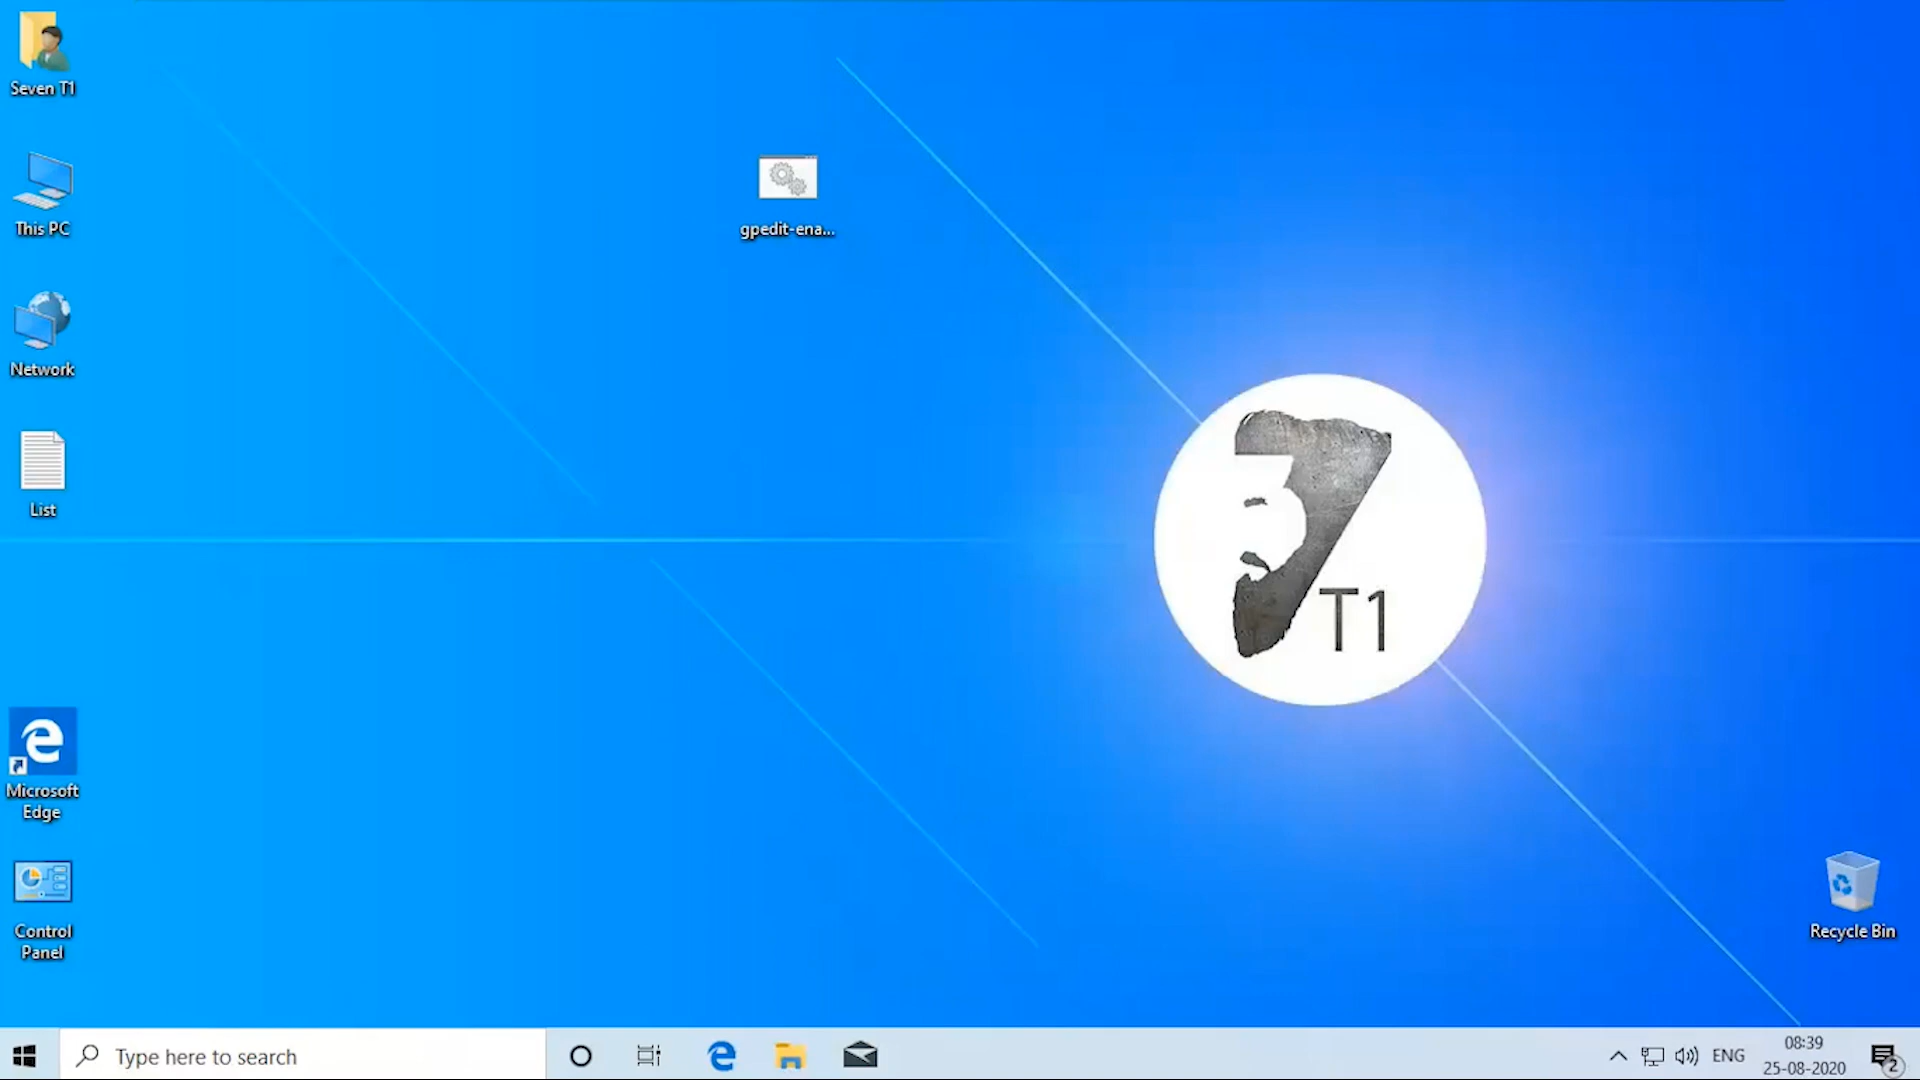 Seven T1
This PC
gpedit-ena...
Network
List
T1
Microsoft
Edge
Control
Panel
Recycle Bin
Type here to search
ENG
08:39
25-08-2020
2